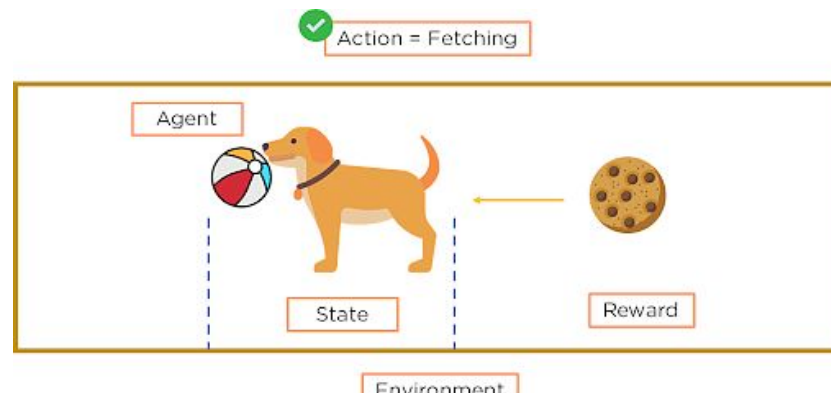 Action = Fetching
Agent
State
Reward
Environment